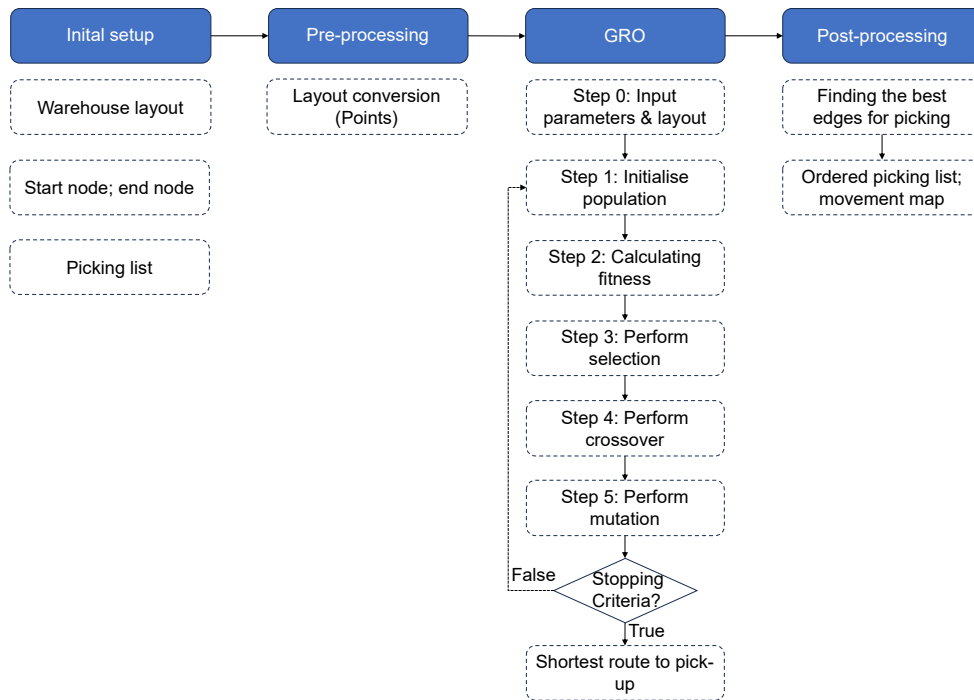 Inital setup
Pre-processing
GRO
Post-processing
Warehouse layout
Start node; end node
Picking list
Layout conversion
(Points)
Step 0: Input
parameters & layout
Step 1: Initialise
population
Step 2: Calculating
fitness
Step 3: Perform
selection
Step 4: Perform
crossover
Step 5: Perform
mutation
Stopping
Criteria?
False
True
Shortest route to pick-
up
Finding the best
edges for picking
Ordered picking list;
movement map